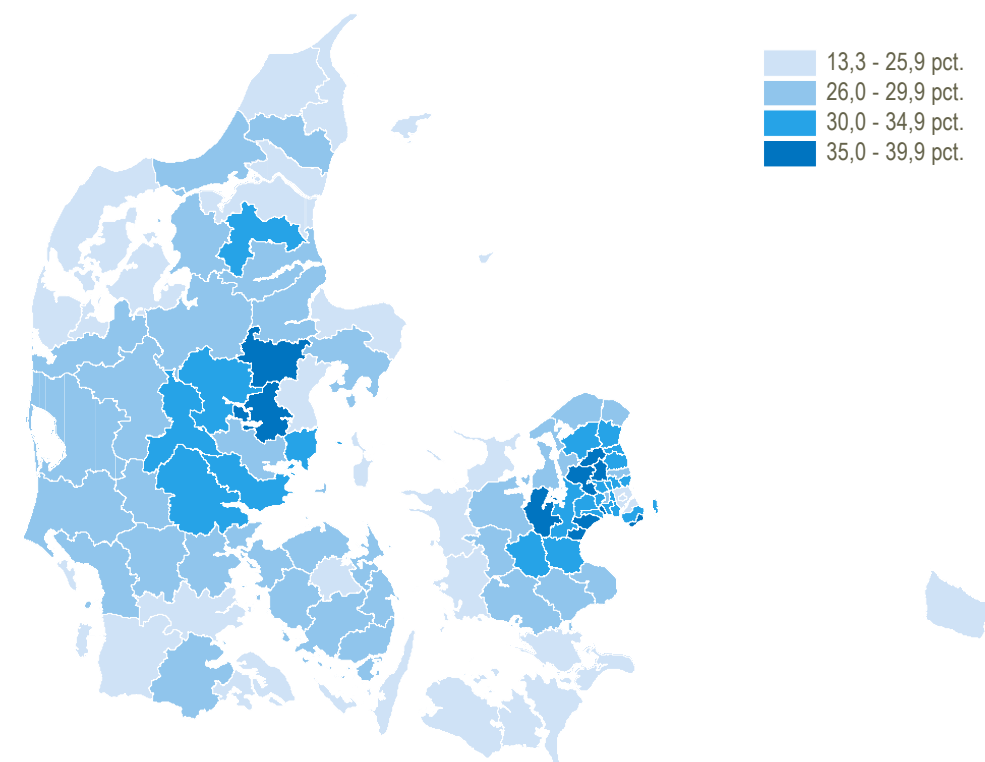 13,3 - 25,9 pct.
26,0 - 29,9 pct.
30,0 - 34,9 pct.
35,0 - 39,9 pct.